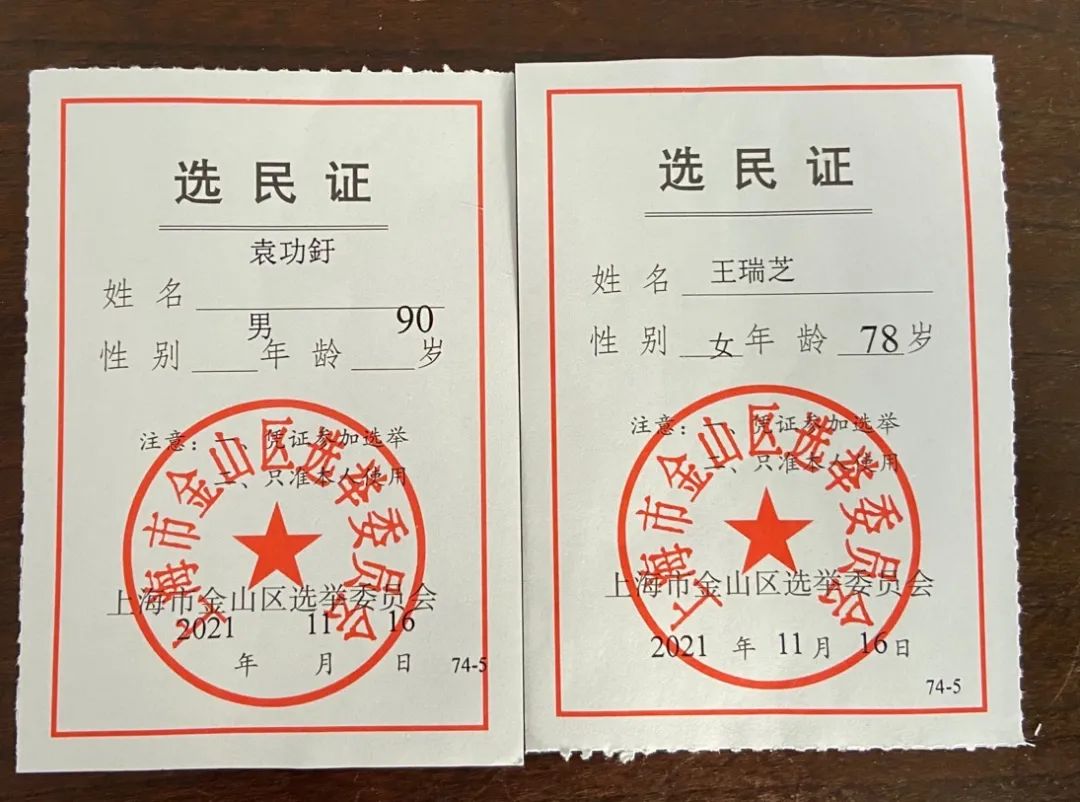 选民证
袁功釪
姓名
男 90
性别 年龄 岁
注意：一、凭证参加选举
二、只准本人使用
上海市金山区选举委员会
上海市金山区选举委员会
2021 11 16
年 月 日
74-5
选民证
姓名 王瑞芝
性别 女 年龄 78 岁
注意：一、凭证参加选举
二、只准本人使用
上海市金山区选举委员会
上海市金山区选举委员会
2021 年 11 月 16 日
74-5